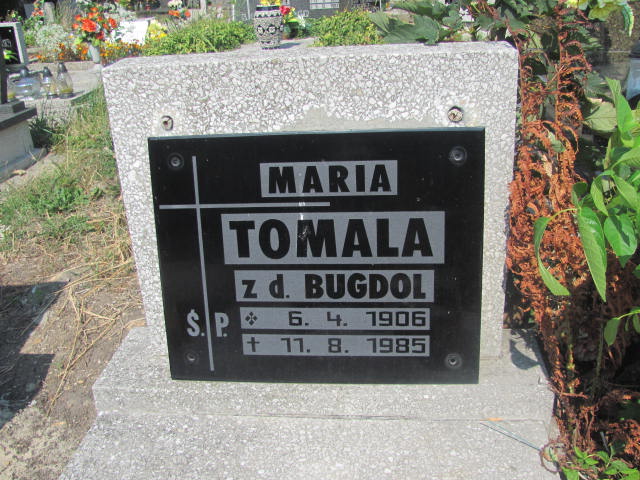 MARIA
TOMALA
z d. BUGDOL
Ś.P.
6. 4. 1906
† 11. 8. 1985